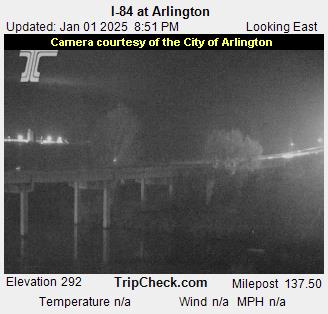 I-84 at Arlington
Updated: Jan 01 2025 8:51 PM Looking East
Camera courtesy of the City of Arlington
Elevation 292 TripCheck.com Milepost 137.50
Temperature n/a Wind n/a MPH n/a